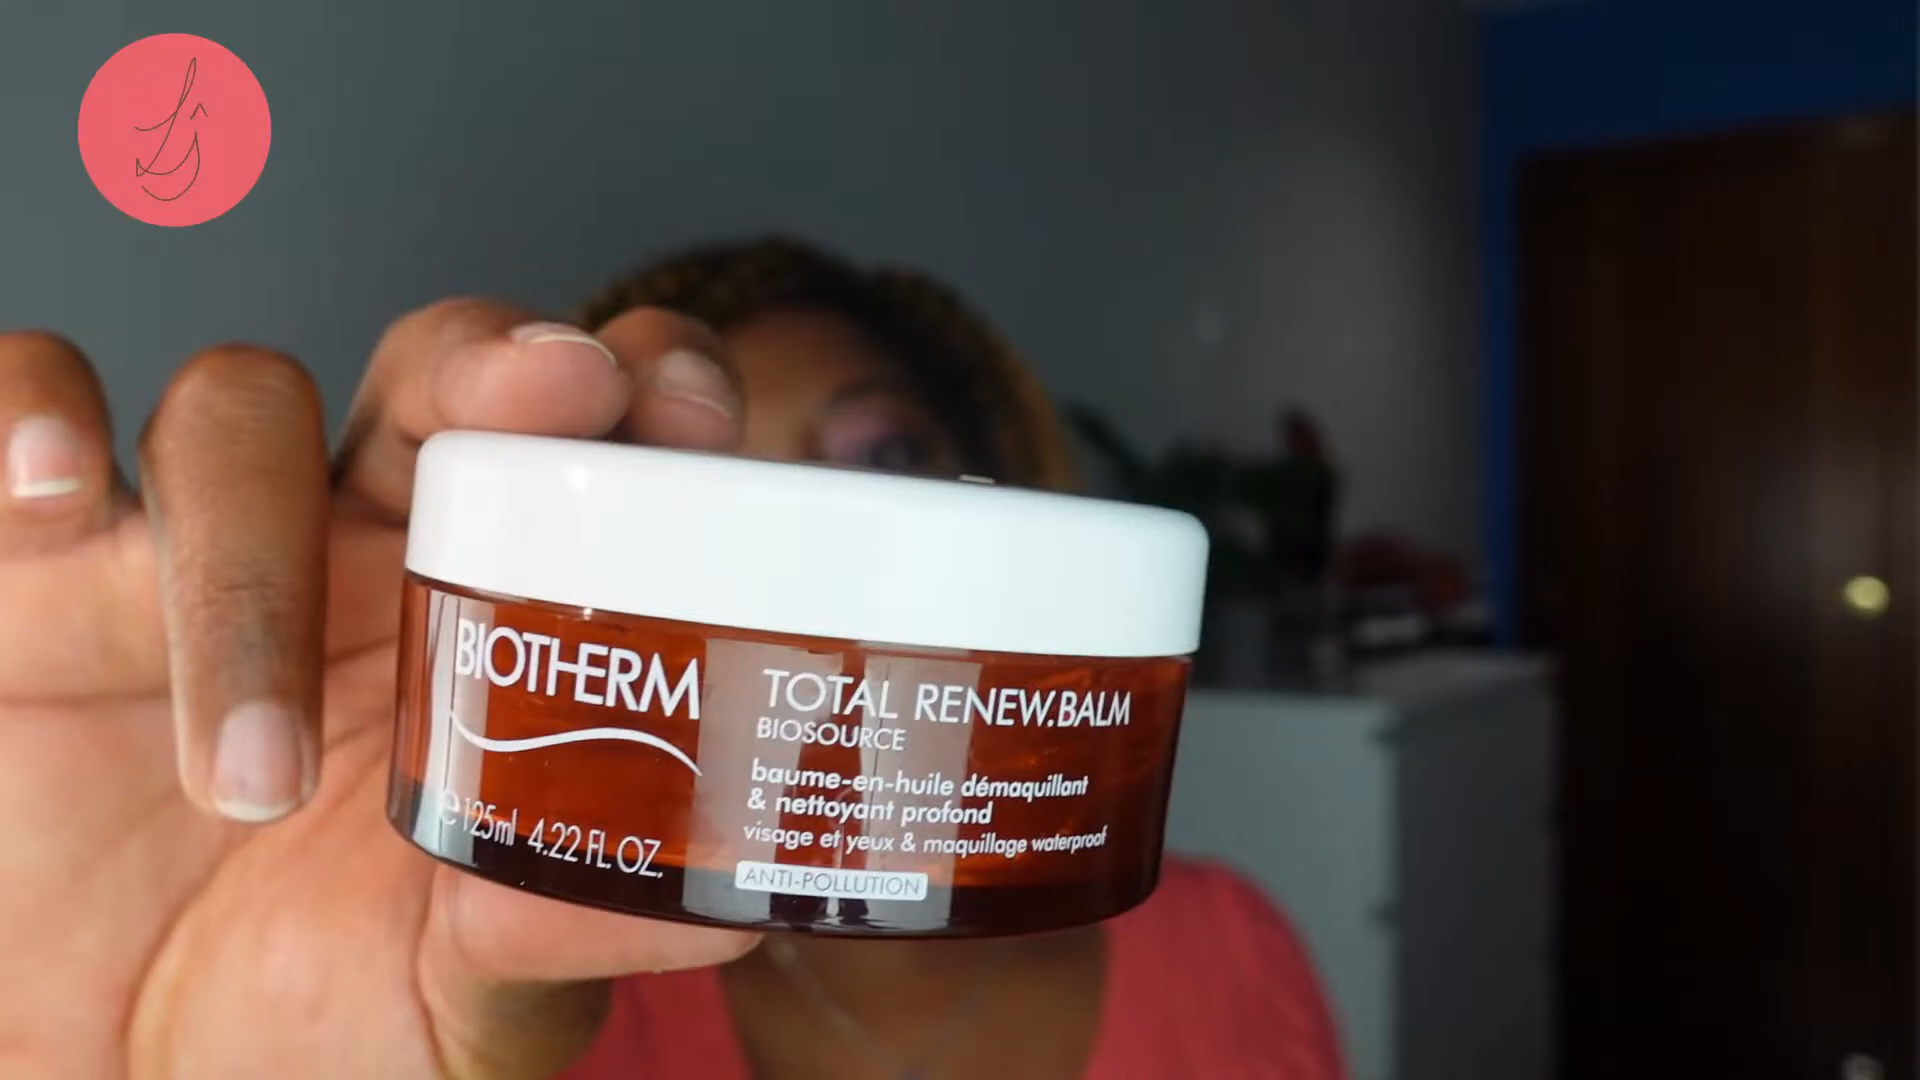 BIOTHERM
TOTAL RENEW.BALM
BIOSOURCE
baume-en-huile démaquillant
& nettoyant profond
visage et yeux & maquillage waterproof
ANTI-POLLUTION
e 125ml 4.22 FL. OZ.